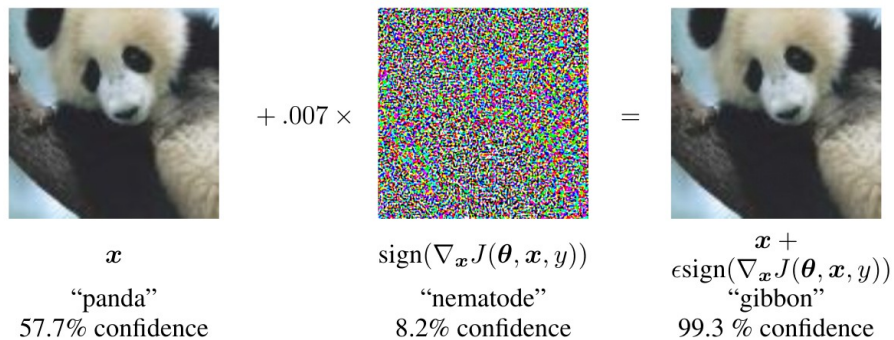 + .007 ×
=
x
“panda”
57.7% confidence
sign(∇ₓJ(θ, x, y))
“nematode”
8.2% confidence
x +
ϵsign(∇ₓJ(θ, x, y))
“gibbon”
99.3 % confidence